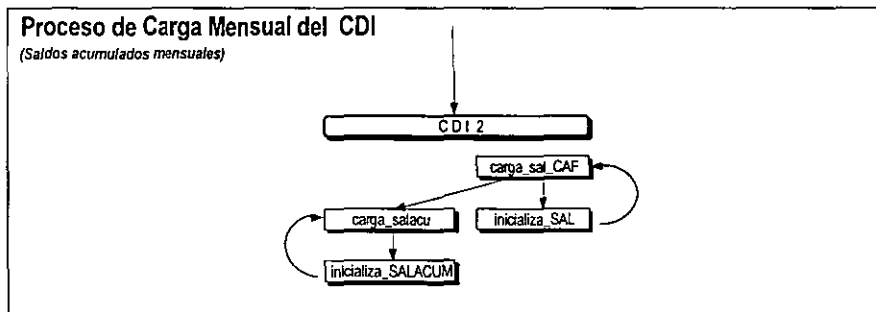 Proceso de Carga Mensual del CDI
(Saldos acumulados mensuales)
CDI 2
carga_sal_CAF
carga_salacu
inicializa_SAL
inicializa_SALACUM